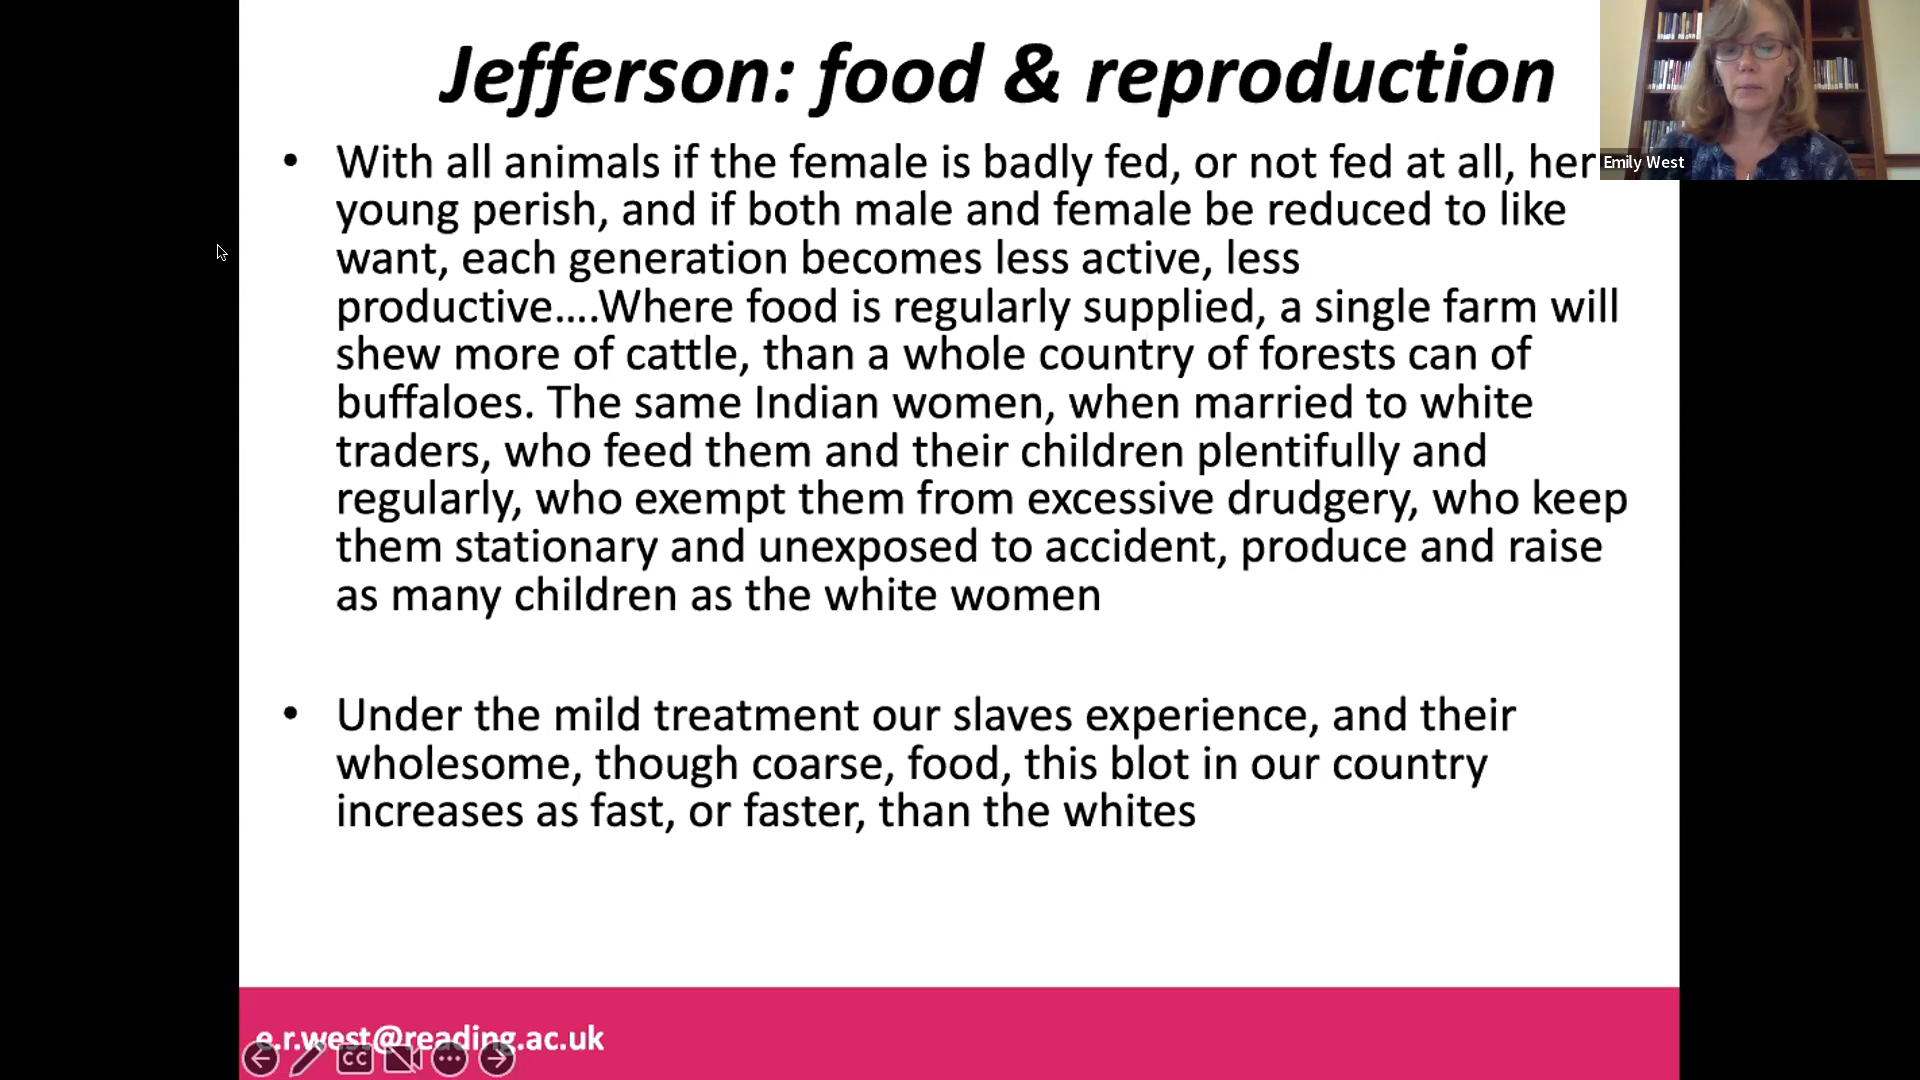 Jefferson: food & reproduction
Emily West
• With all animals if the female is badly fed, or not fed at all, her
young perish, and if both male and female be reduced to like
want, each generation becomes less active, less
productive....Where food is regularly supplied, a single farm will
shew more of cattle, than a whole country of forests can of
buffaloes. The same Indian women, when married to white
traders, who feed them and their children plentifully and
regularly, who exempt them from excessive drudgery, who keep
them stationary and unexposed to accident, produce and raise
as many children as the white women
• Under the mild treatment our slaves experience, and their
wholesome, though coarse, food, this blot in our country
increases as fast, or faster, than the whites
e.r.west@reading.ac.uk
CC